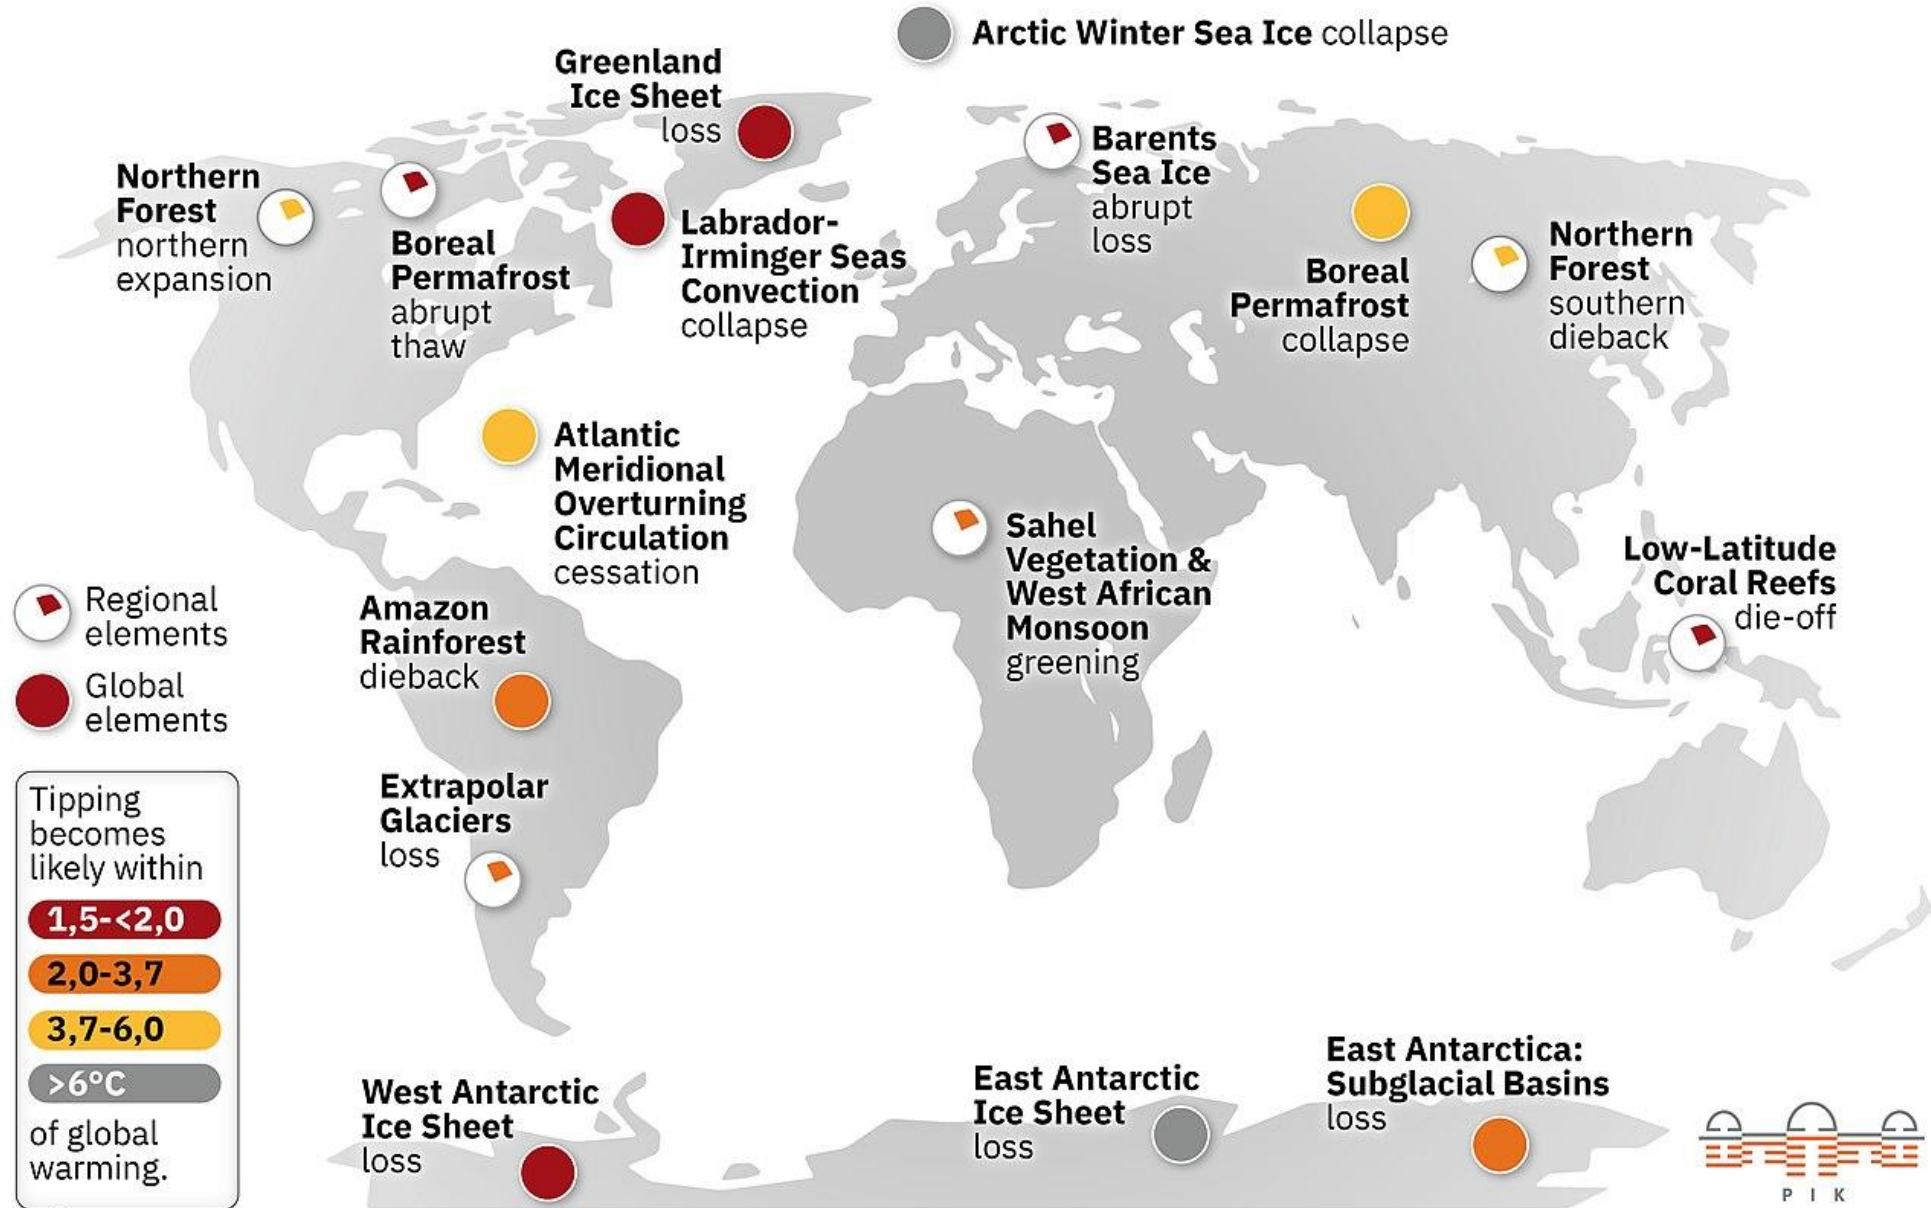 Arctic Winter Sea Ice collapse
Greenland
Ice Sheet
loss
Barents
Sea Ice
abrupt
loss
Northern
Forest
northern
expansion
Boreal
Permafrost
abrupt
thaw
Labrador-
Irminger Seas
Convection
collapse
Boreal
Permafrost
collapse
Northern
Forest
southern
dieback
Atlantic
Meridional
Overturning
Circulation
cessation
Sahel
Vegetation &
West African
Monsoon
greening
Low-Latitude
Coral Reefs
die-off
Regional
elements
Global
elements
Amazon
Rainforest
dieback
Extrapolar
Glaciers
loss
Tipping
becomes
likely within
1,5-<2,0
2,0-3,7
3,7-6,0
>6°C
of global
warming.
West Antarctic
Ice Sheet
loss
East Antarctic
Ice Sheet
loss
East Antarctica:
Subglacial Basins
loss
P I K